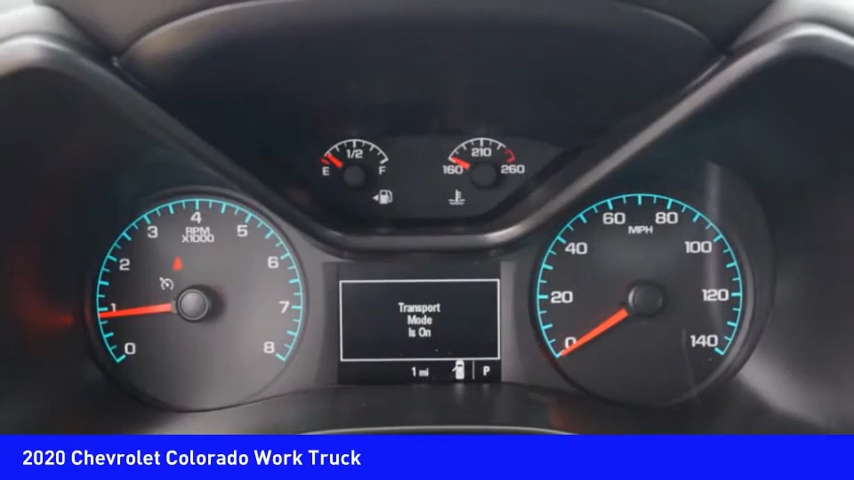 1/2
E F
210
160 260
4
3 5
RPM
X1000
2 6
1 7
0 8
60 80
MPH
40 100
20 120
0 140
Transport
Mode
Is On
1 mi P
2020 Chevrolet Colorado Work Truck